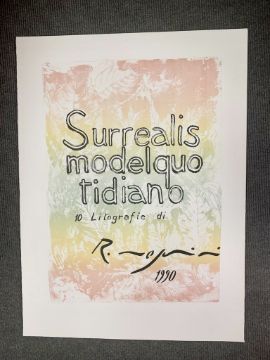 Surrealis
modelquo
tidiano
10 Litografie di
1990